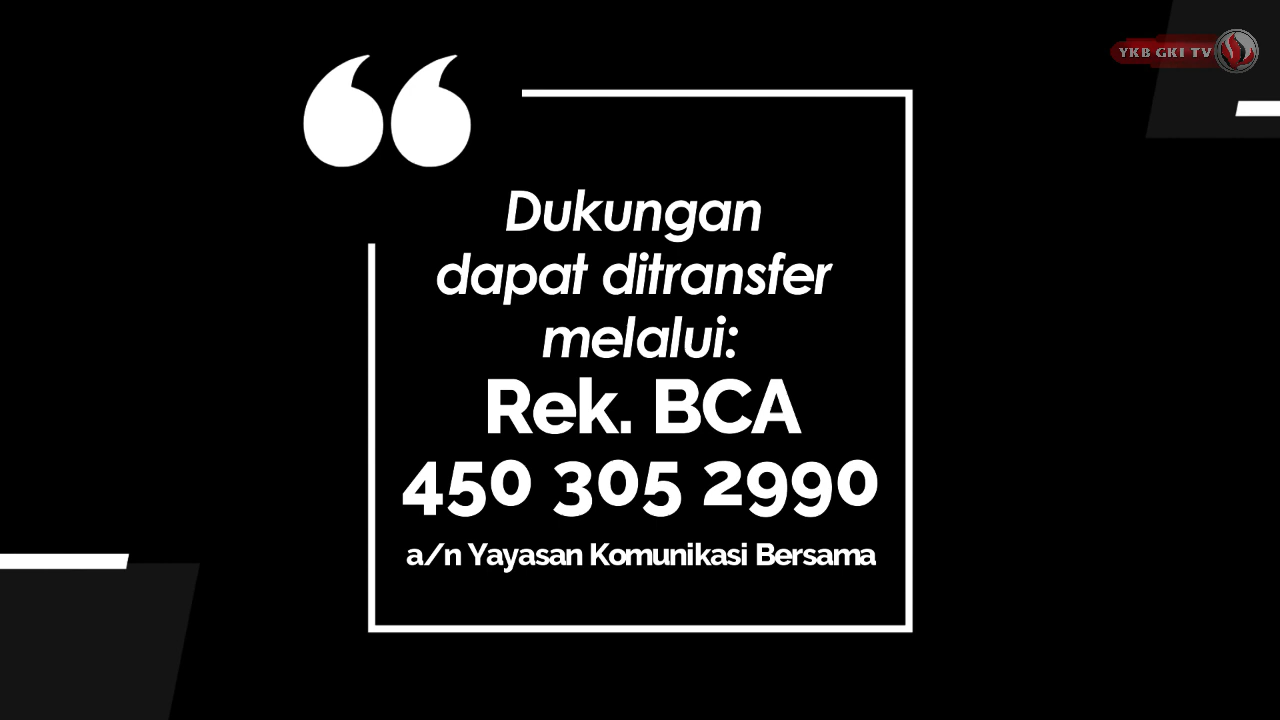 YKB GKI TV
Dukungan
dapat ditransfer
melalui:
Rek. BCA
450 305 2990
a/n Yayasan Komunikasi Bersama